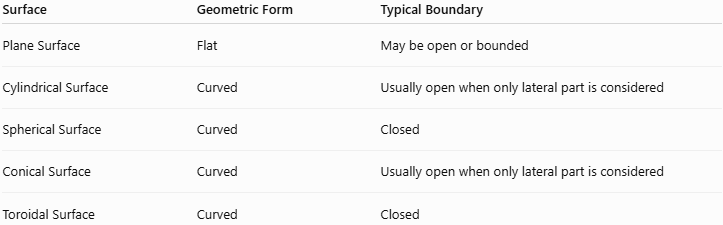 Surface Geometric Form Typical Boundary
Plane Surface Flat May be open or bounded
Cylindrical Surface Curved Usually open when only lateral part is considered
Spherical Surface Curved Closed
Conical Surface Curved Usually open when only lateral part is considered
Toroidal Surface Curved Closed